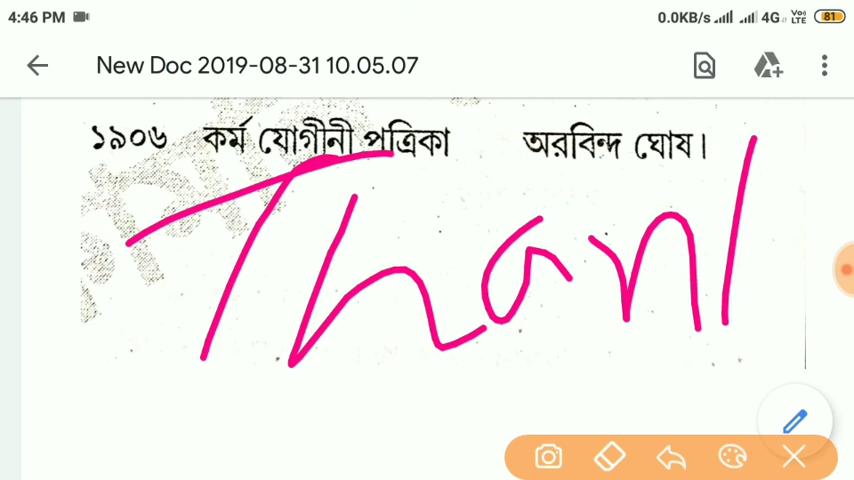 4:46 PM 0.0KB/s 4G VoLTE 81
New Doc 2019-08-31 10.05.07
১৯০৬ কর্ম যোগীনী পত্রিকা অরবিন্দ ঘোষ।